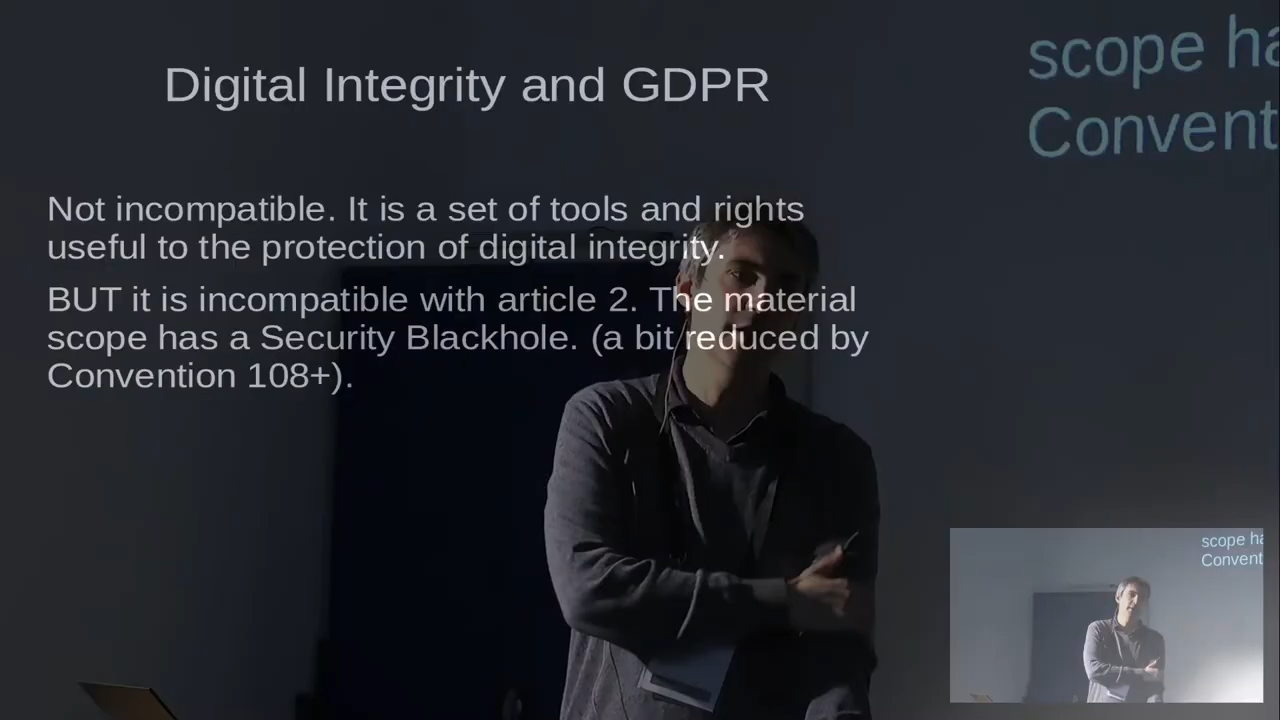 Digital Integrity and GDPR
scope ha
Convent
Not incompatible. It is a set of tools and rights
useful to the protection of digital integrity.
BUT it is incompatible with article 2. The material
scope has a Security Blackhole. (a bit reduced by
Convention 108+).
scope ha
Convent